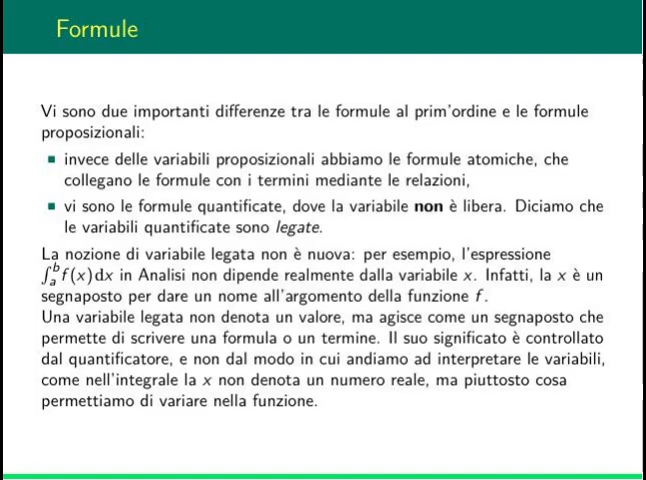 Formule
Vi sono due importanti differenze tra le formule al prim'ordine e le formule
proposizionali:
invece delle variabili proposizionali abbiamo le formule atomiche, che
collegano le formule con i termini mediante le relazioni,
vi sono le formule quantificate, dove la variabile non è libera. Diciamo che
le variabili quantificate sono legate.
La nozione di variabile legata non è nuova: per esempio, l'espressione
∫ₐᵇ f(x)dx in Analisi non dipende realmente dalla variabile x. Infatti, la x è un
segnaposto per dare un nome all'argomento della funzione f.
Una variabile legata non denota un valore, ma agisce come un segnaposto che
permette di scrivere una formula o un termine. Il suo significato è controllato
dal quantificatore, e non dal modo in cui andiamo ad interpretare le variabili,
come nell'integrale la x non denota un numero reale, ma piuttosto cosa
permettiamo di variare nella funzione.